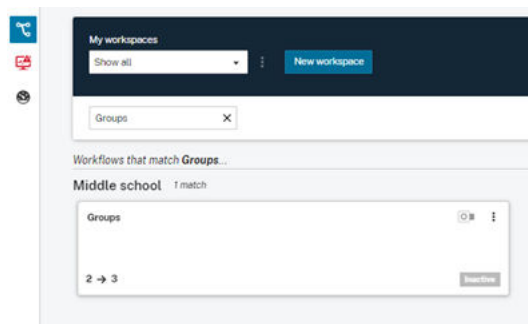 My workspaces
Show all
New workspace
Groups
Workflows that match Groups...
Middle school 1 match
Groups
2 → 3
Inactive